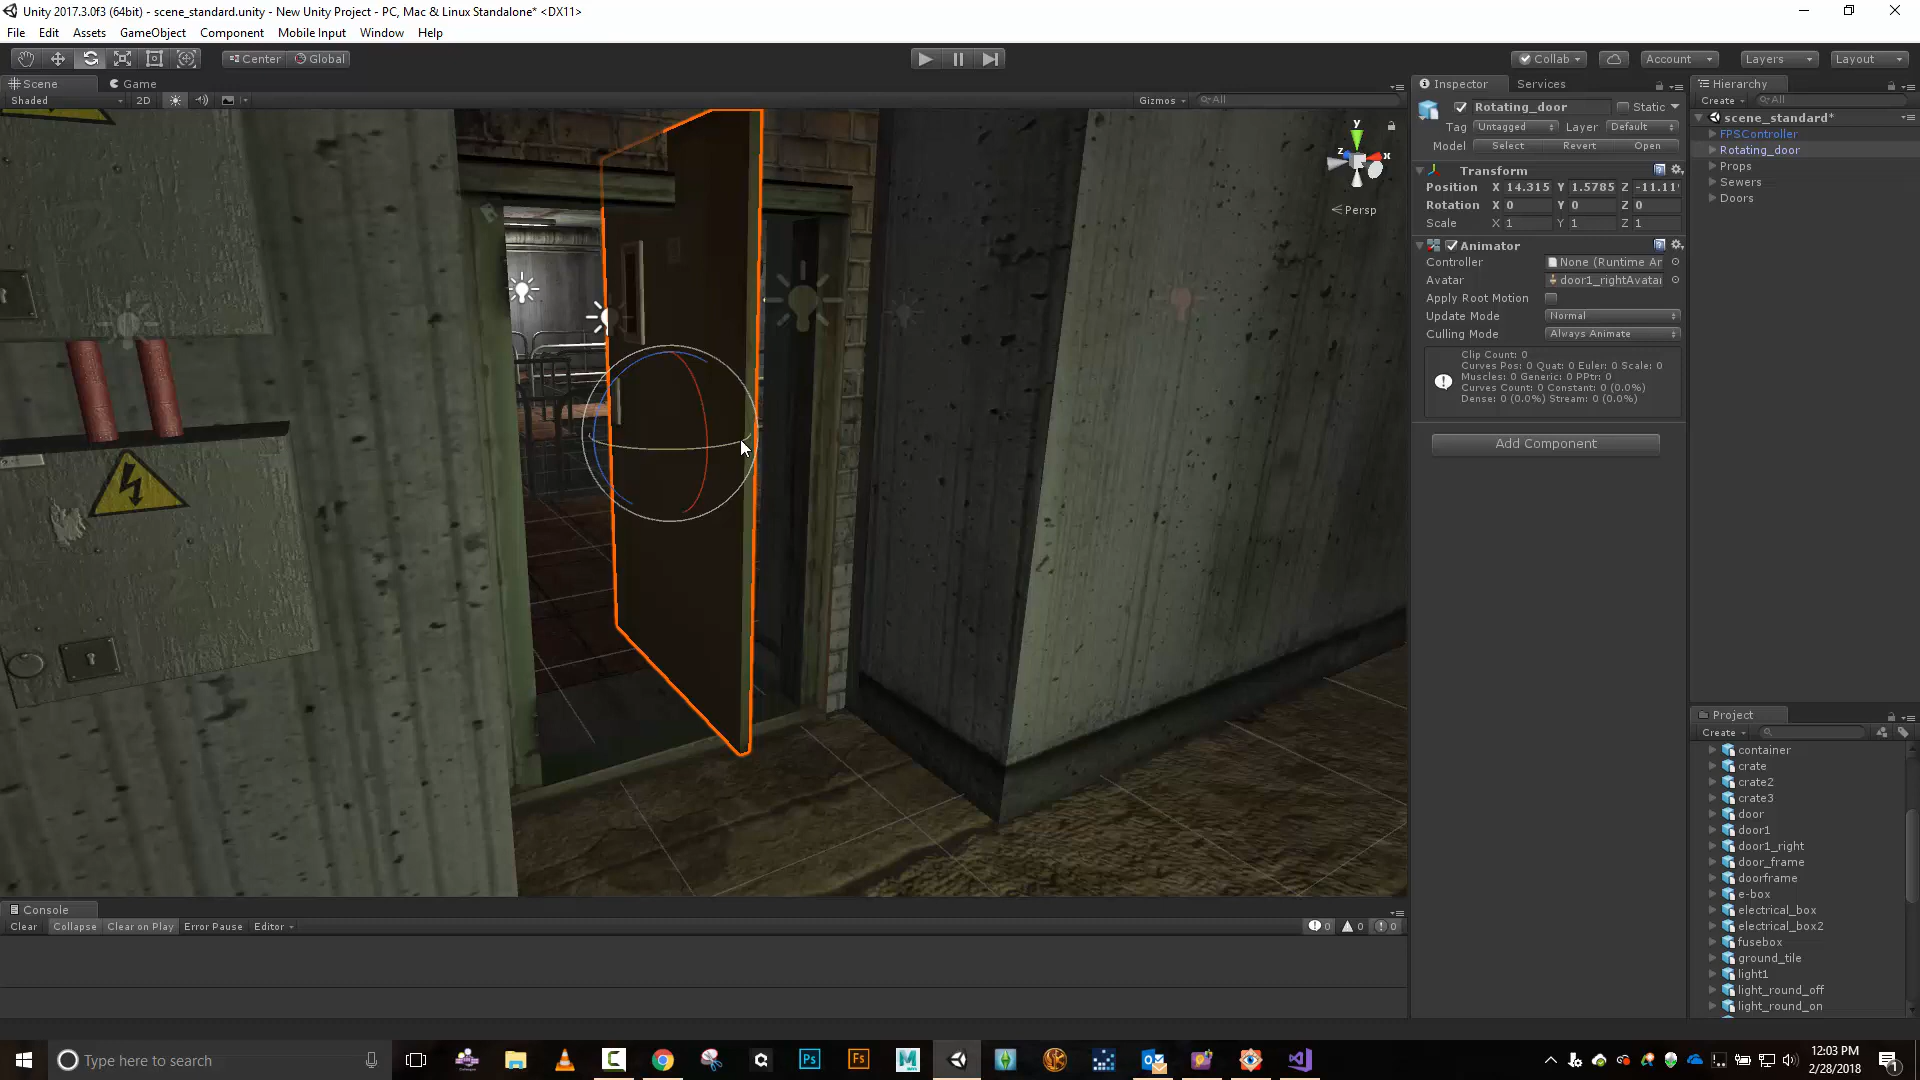 Unity 2017.3.0f3 (64bit) - scene_standard.unity - New Unity Project - PC, Mac & Linux Standalone* <DX11>
File Edit Assets GameObject Component Mobile Input Window Help
Center Global
Collab Account Layers Layout
Scene Game
Shaded 2D
Gizmos All
y
z x
Persp
Inspector Services
Rotating_door Static
Tag Untagged Layer Default
Model Select Revert Open
Transform
Position X 14.315 Y 1.5785 Z -11.11
Rotation X 0 Y 0 Z 0
Scale X 1 Y 1 Z 1
Animator
Controller None (Runtime Ar
Avatar door1_rightAvatar
Apply Root Motion
Update Mode Normal
Culling Mode Always Animate
Clip Count: 0
Curves Pos: 0 Quat: 0 Euler: 0 Scale: 0
Muscles: 0 Generic: 0 PPtr: 0
Curves Count: 0 Constant: 0 (0.0%)
Dense: 0 (0.0%) Stream: 0 (0.0%)
Add Component
Hierarchy
Create All
scene_standard*
FPSController
Rotating_door
Props
Sewers
Doors
Project
Create
container
crate
crate2
crate3
door
door1
door1_right
door_frame
doorframe
e-box
electrical_box
electrical_box2
fusebox
ground_tile
light1
light_round_off
light_round_on
Console
Clear Collapse Clear on Play Error Pause Editor
0 0 0
Type here to search
Ps
Fs
M
12:03 PM
2/28/2018
1